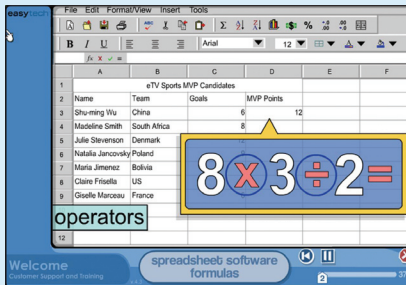 easytech
File Edit Format/View Insert Tools
B I U Arial 12
fx x ✓ =
A B C D E F
1 eTV Sports MVP Candidates
2 Name Team Goals MVP Points
3 Shu-ming Wu China 6 12
4 Madeline Smith South Africa 8
5 Julie Stevenson Denmark
6 Natalia Jancovsky Poland
7 Maria Jimenez Bolivia
8 Claire Frisella US
9 Giselle Marceau France
8 x 3 ÷ 2 =
operators
12
Welcome
Customer Support and Training
spreadsheet software
formulas
2
37